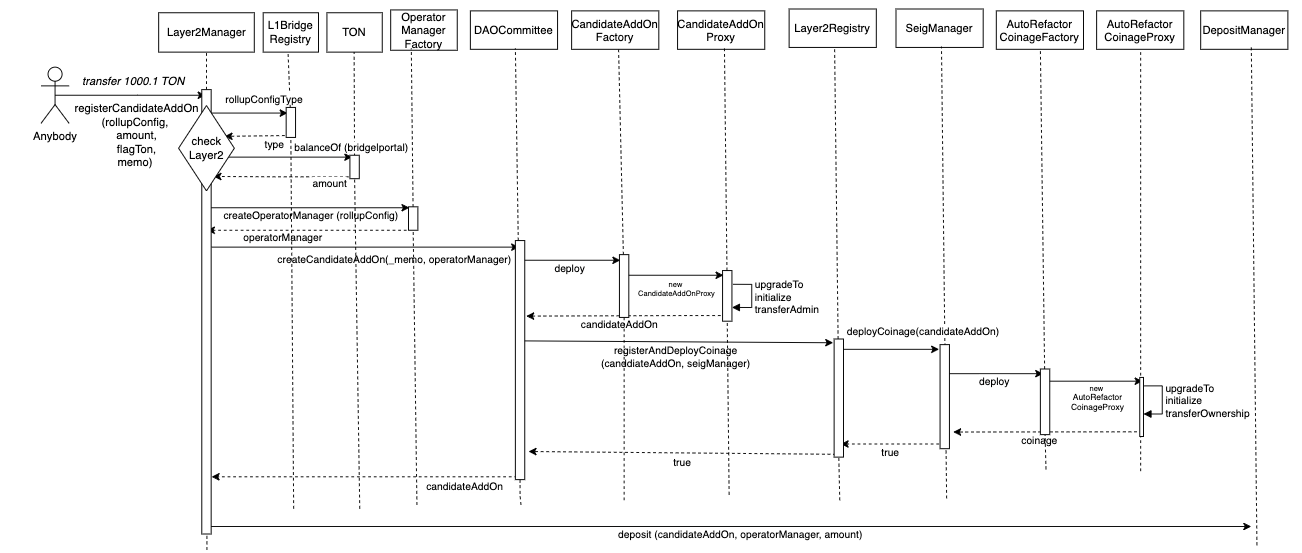 Layer2Manager
L1Bridge
Registry
TON
Operator
Manager
Factory
DAOCommittee
CandidateAddOn
Factory
CandidateAddOn
Proxy
Layer2Registry
SeigManager
AutoRefactor
CoinageFactory
AutoRefactor
CoinageProxy
DepositManager
transfer 1000.1 TON
registerCandidateAddOn
(rollupConfig,
amount,
flagTon,
memo)
Anybody
rollupConfigType
check
Layer2
type
balanceOf (bridgelportal)
amount
createOperatorManager (rollupConfig)
operatorManager
createCandidateAddOn(_memo, operatorManager)
deploy
new
CandidateAddOnProxy
upgradeTo
initialize
transferAdmin
candidateAddOn
registerAndDeployCoinage
(candidateAddOn, seigManager)
deployCoinage(candidateAddOn)
deploy
new
AutoRefactor
CoinageProxy
upgradeTo
initialize
transferOwnership
coinage
true
true
candidateAddOn
deposit (candidateAddOn, operatorManager, amount)